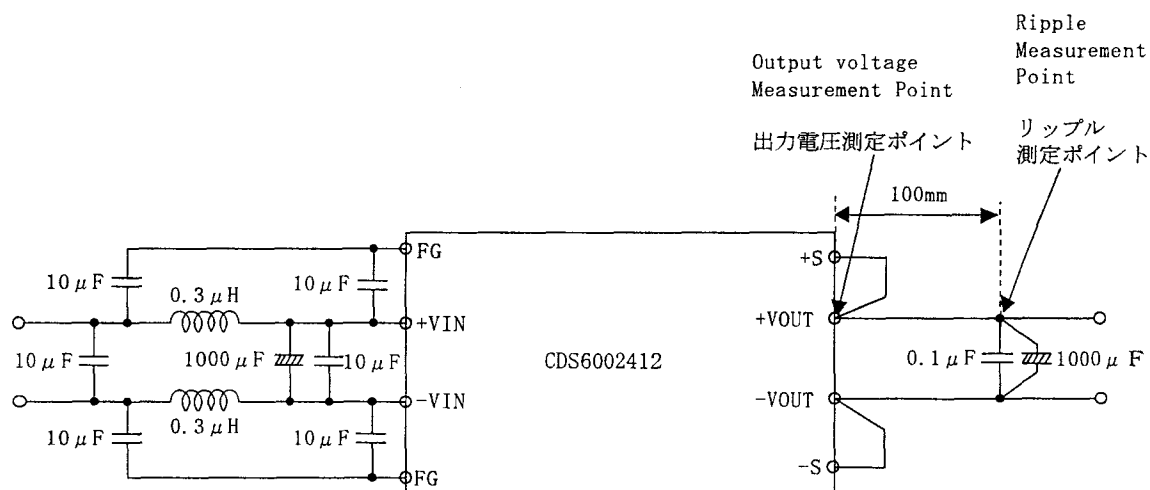 Ripple
Measurement
Point
Output voltage
Measurement Point
リップル
測定ポイント
出力電圧測定ポイント
100mm
FG
+S
10μF
10μF
0.3μH
+VIN
+VOUT
10μF
1000μF
10μF
CDS6002412
0.1μF
1000μF
-VIN
-VOUT
0.3μH
10μF
10μF
-S
FG